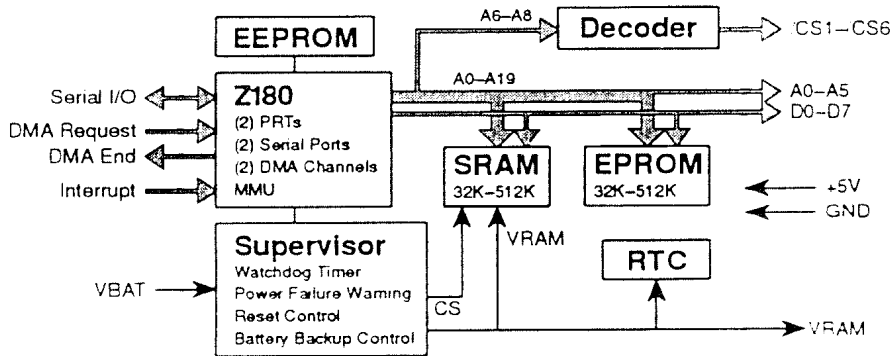 EEPROM
A6–A8
Decoder
CS1–CS6
Serial I/O
DMA Request
DMA End
Interrupt
Z180
(2) PRTs
(2) Serial Ports
(2) DMA Channels
MMU
A0–A19
A0–A5
D0–D7
SRAM
32K–512K
EPROM
32K–512K
+5V
GND
VBAT
Supervisor
Watchdog Timer
Power Failure Warning
Reset Control
Battery Backup Control
CS
VRAM
RTC
VRAM